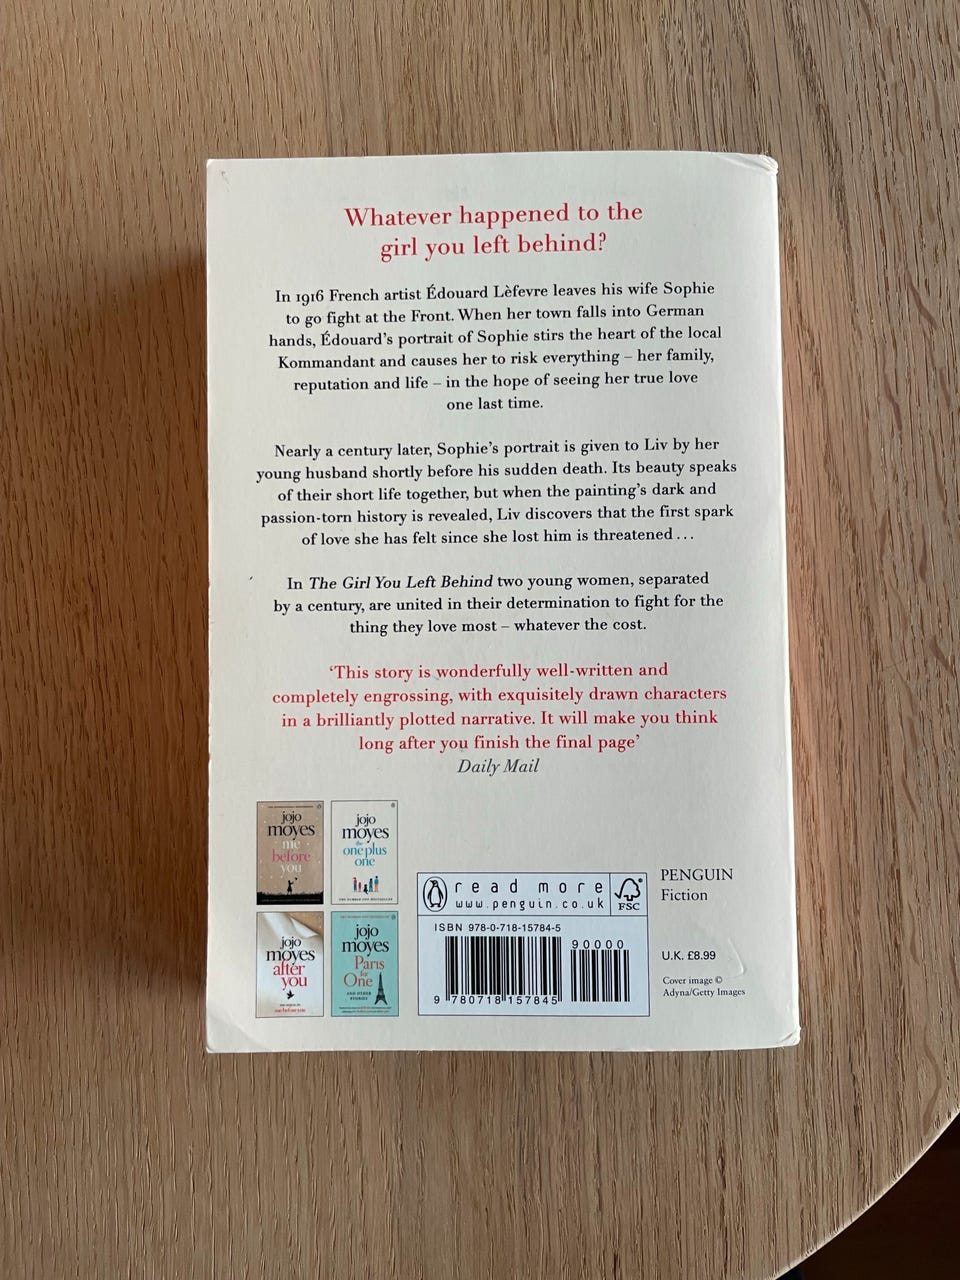 Whatever happened to the
girl you left behind?
In 1916 French artist Édouard Lèfevre leaves his wife Sophie
to go fight at the Front. When her town falls into German
hands, Édouard's portrait of Sophie stirs the heart of the local
Kommandant and causes her to risk everything – her family,
reputation and life – in the hope of seeing her true love
one last time.
Nearly a century later, Sophie's portrait is given to Liv by her
young husband shortly before his sudden death. Its beauty speaks
of their short life together, but when the painting's dark and
passion-torn history is revealed, Liv discovers that the first spark
of love she has felt since she lost him is threatened . . .
In The Girl You Left Behind two young women, separated
by a century, are united in their determination to fight for the
thing they love most – whatever the cost.
'This story is wonderfully well-written and
completely engrossing, with exquisitely drawn characters
in a brilliantly plotted narrative. It will make you think
long after you finish the final page'
Daily Mail
jojo
moyes
me
before
you
jojo
moyes
the
one plus
one
jojo
moyes
after
you
jojo
moyes
Paris
for
One
AND OTHER
STORIES
read more
www.penguin.co.uk
FSC
ISBN 978-0-718-15784-5
90000
9 780718 157845
PENGUIN
Fiction
U.K. £8.99
Cover image ©
Adyna/Getty Images